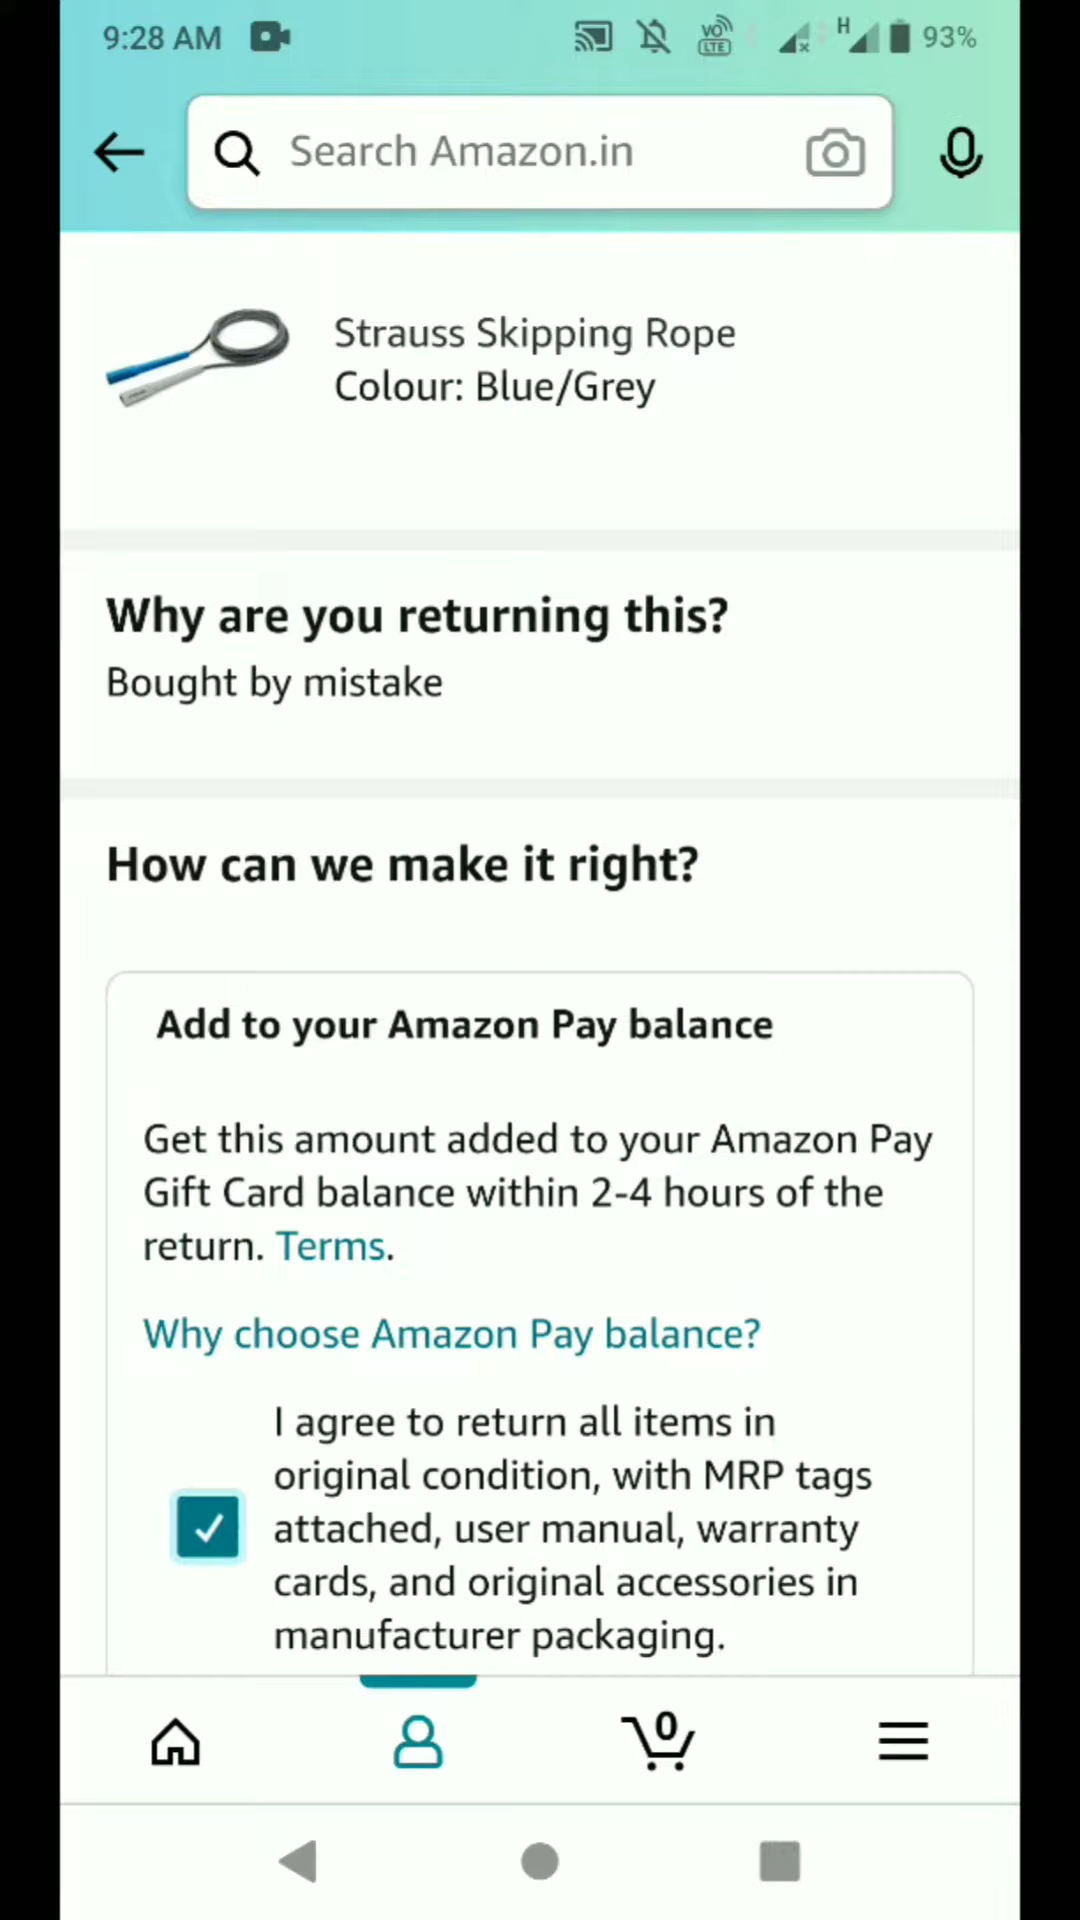 9:28 AM
VO LTE
H
93%
Search Amazon.in
Strauss Skipping Rope
Colour: Blue/Grey
Why are you returning this?
Bought by mistake
How can we make it right?
Add to your Amazon Pay balance
Get this amount added to your Amazon Pay
Gift Card balance within 2-4 hours of the
return. Terms.
Why choose Amazon Pay balance?
I agree to return all items in
original condition, with MRP tags
attached, user manual, warranty
cards, and original accessories in
manufacturer packaging.
0